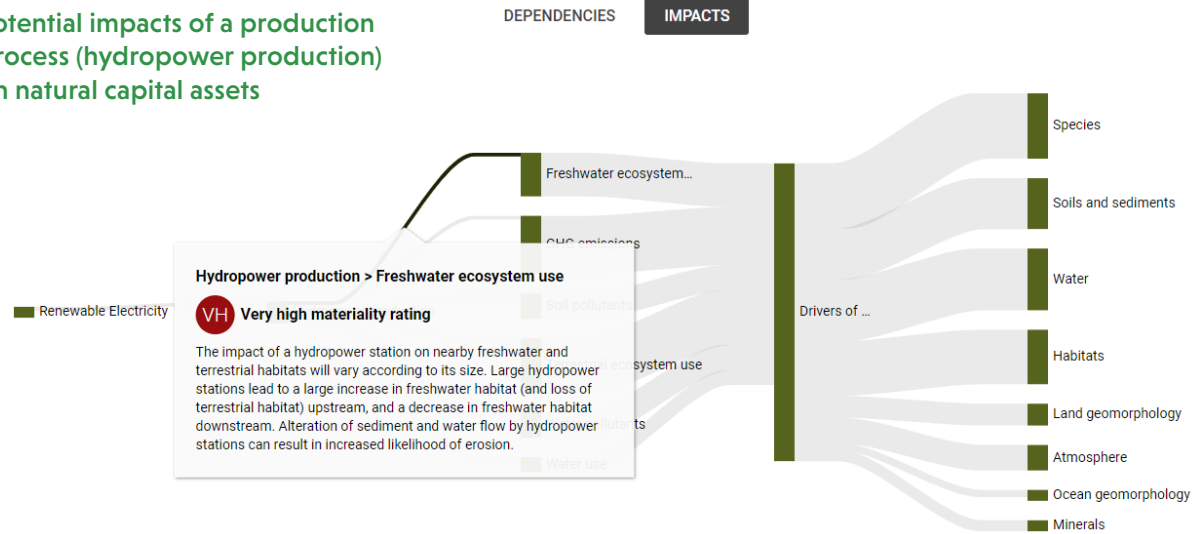 otential impacts of a production
rocess (hydropower production)
n natural capital assets
DEPENDENCIES
IMPACTS
Renewable Electricity
Hydropower production > Freshwater ecosystem use
VH
Very high materiality rating
The impact of a hydropower station on nearby freshwater and
terrestrial habitats will vary according to its size. Large hydropower
stations lead to a large increase in freshwater habitat (and loss of
terrestrial habitat) upstream, and a decrease in freshwater habitat
downstream. Alteration of sediment and water flow by hydropower
stations can result in increased likelihood of erosion.
Freshwater ecosystem...
GHG emissions
Soil pollutants
ecosystem use
utants
Water use
Drivers of ...
Species
Soils and sediments
Water
Habitats
Land geomorphology
Atmosphere
Ocean geomorphology
Minerals